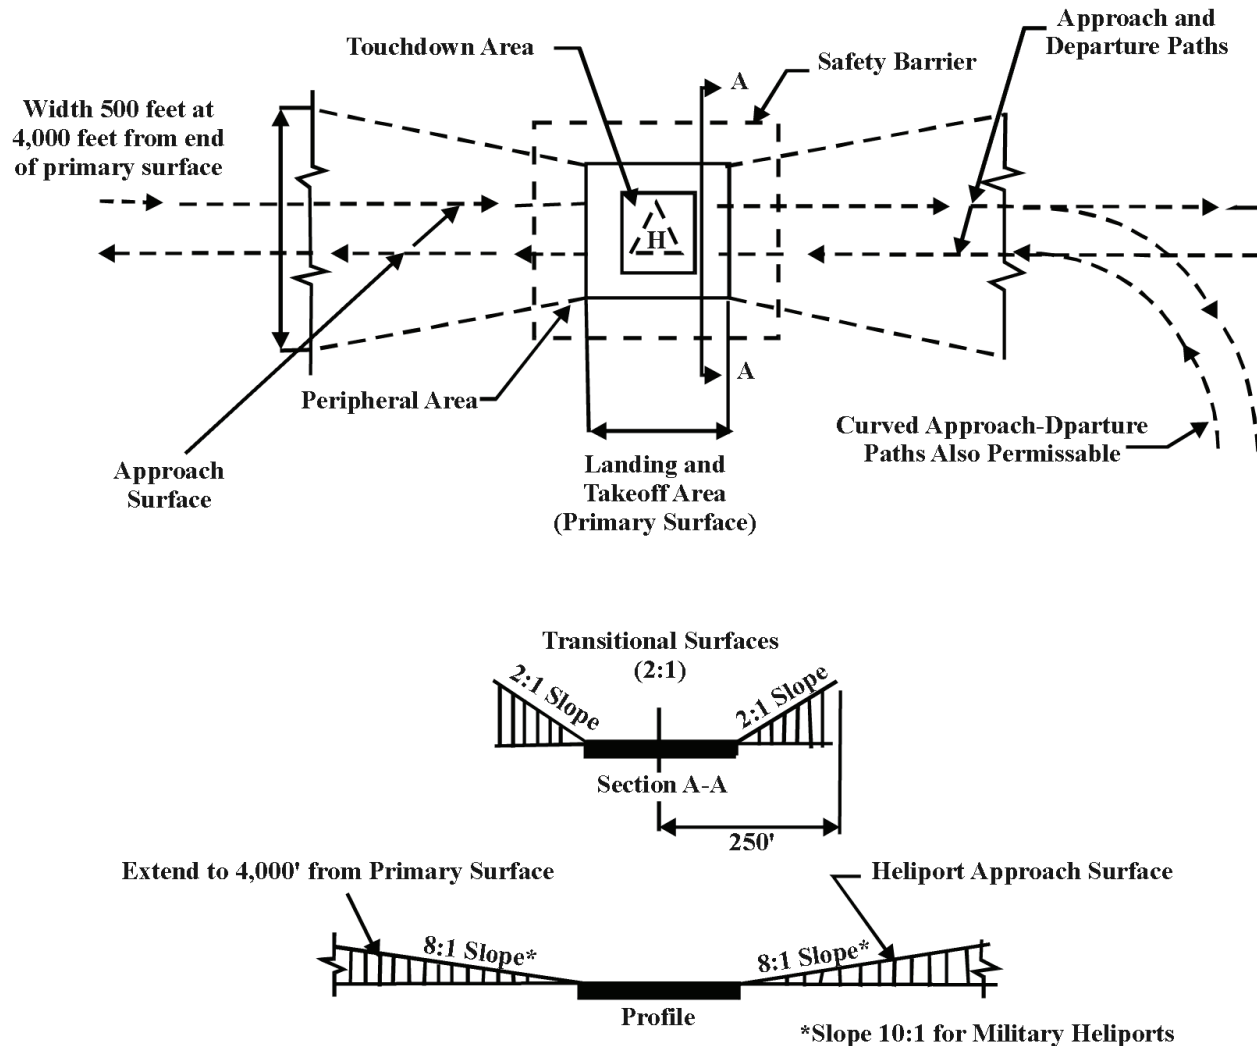 Touchdown Area
Approach and
Departure Paths
Safety Barrier
A
Width 500 feet at
4,000 feet from end
of primary surface
H
A
Peripheral Area
Curved Approach-Dparture
Paths Also Permissable
Approach
Surface
Landing and
Takeoff Area
(Primary Surface)
Transitional Surfaces
(2:1)
2:1 Slope
2:1 Slope
Section A-A
250'
Extend to 4,000' from Primary Surface
Heliport Approach Surface
8:1 Slope*
8:1 Slope*
Profile
*Slope 10:1 for Military Heliports